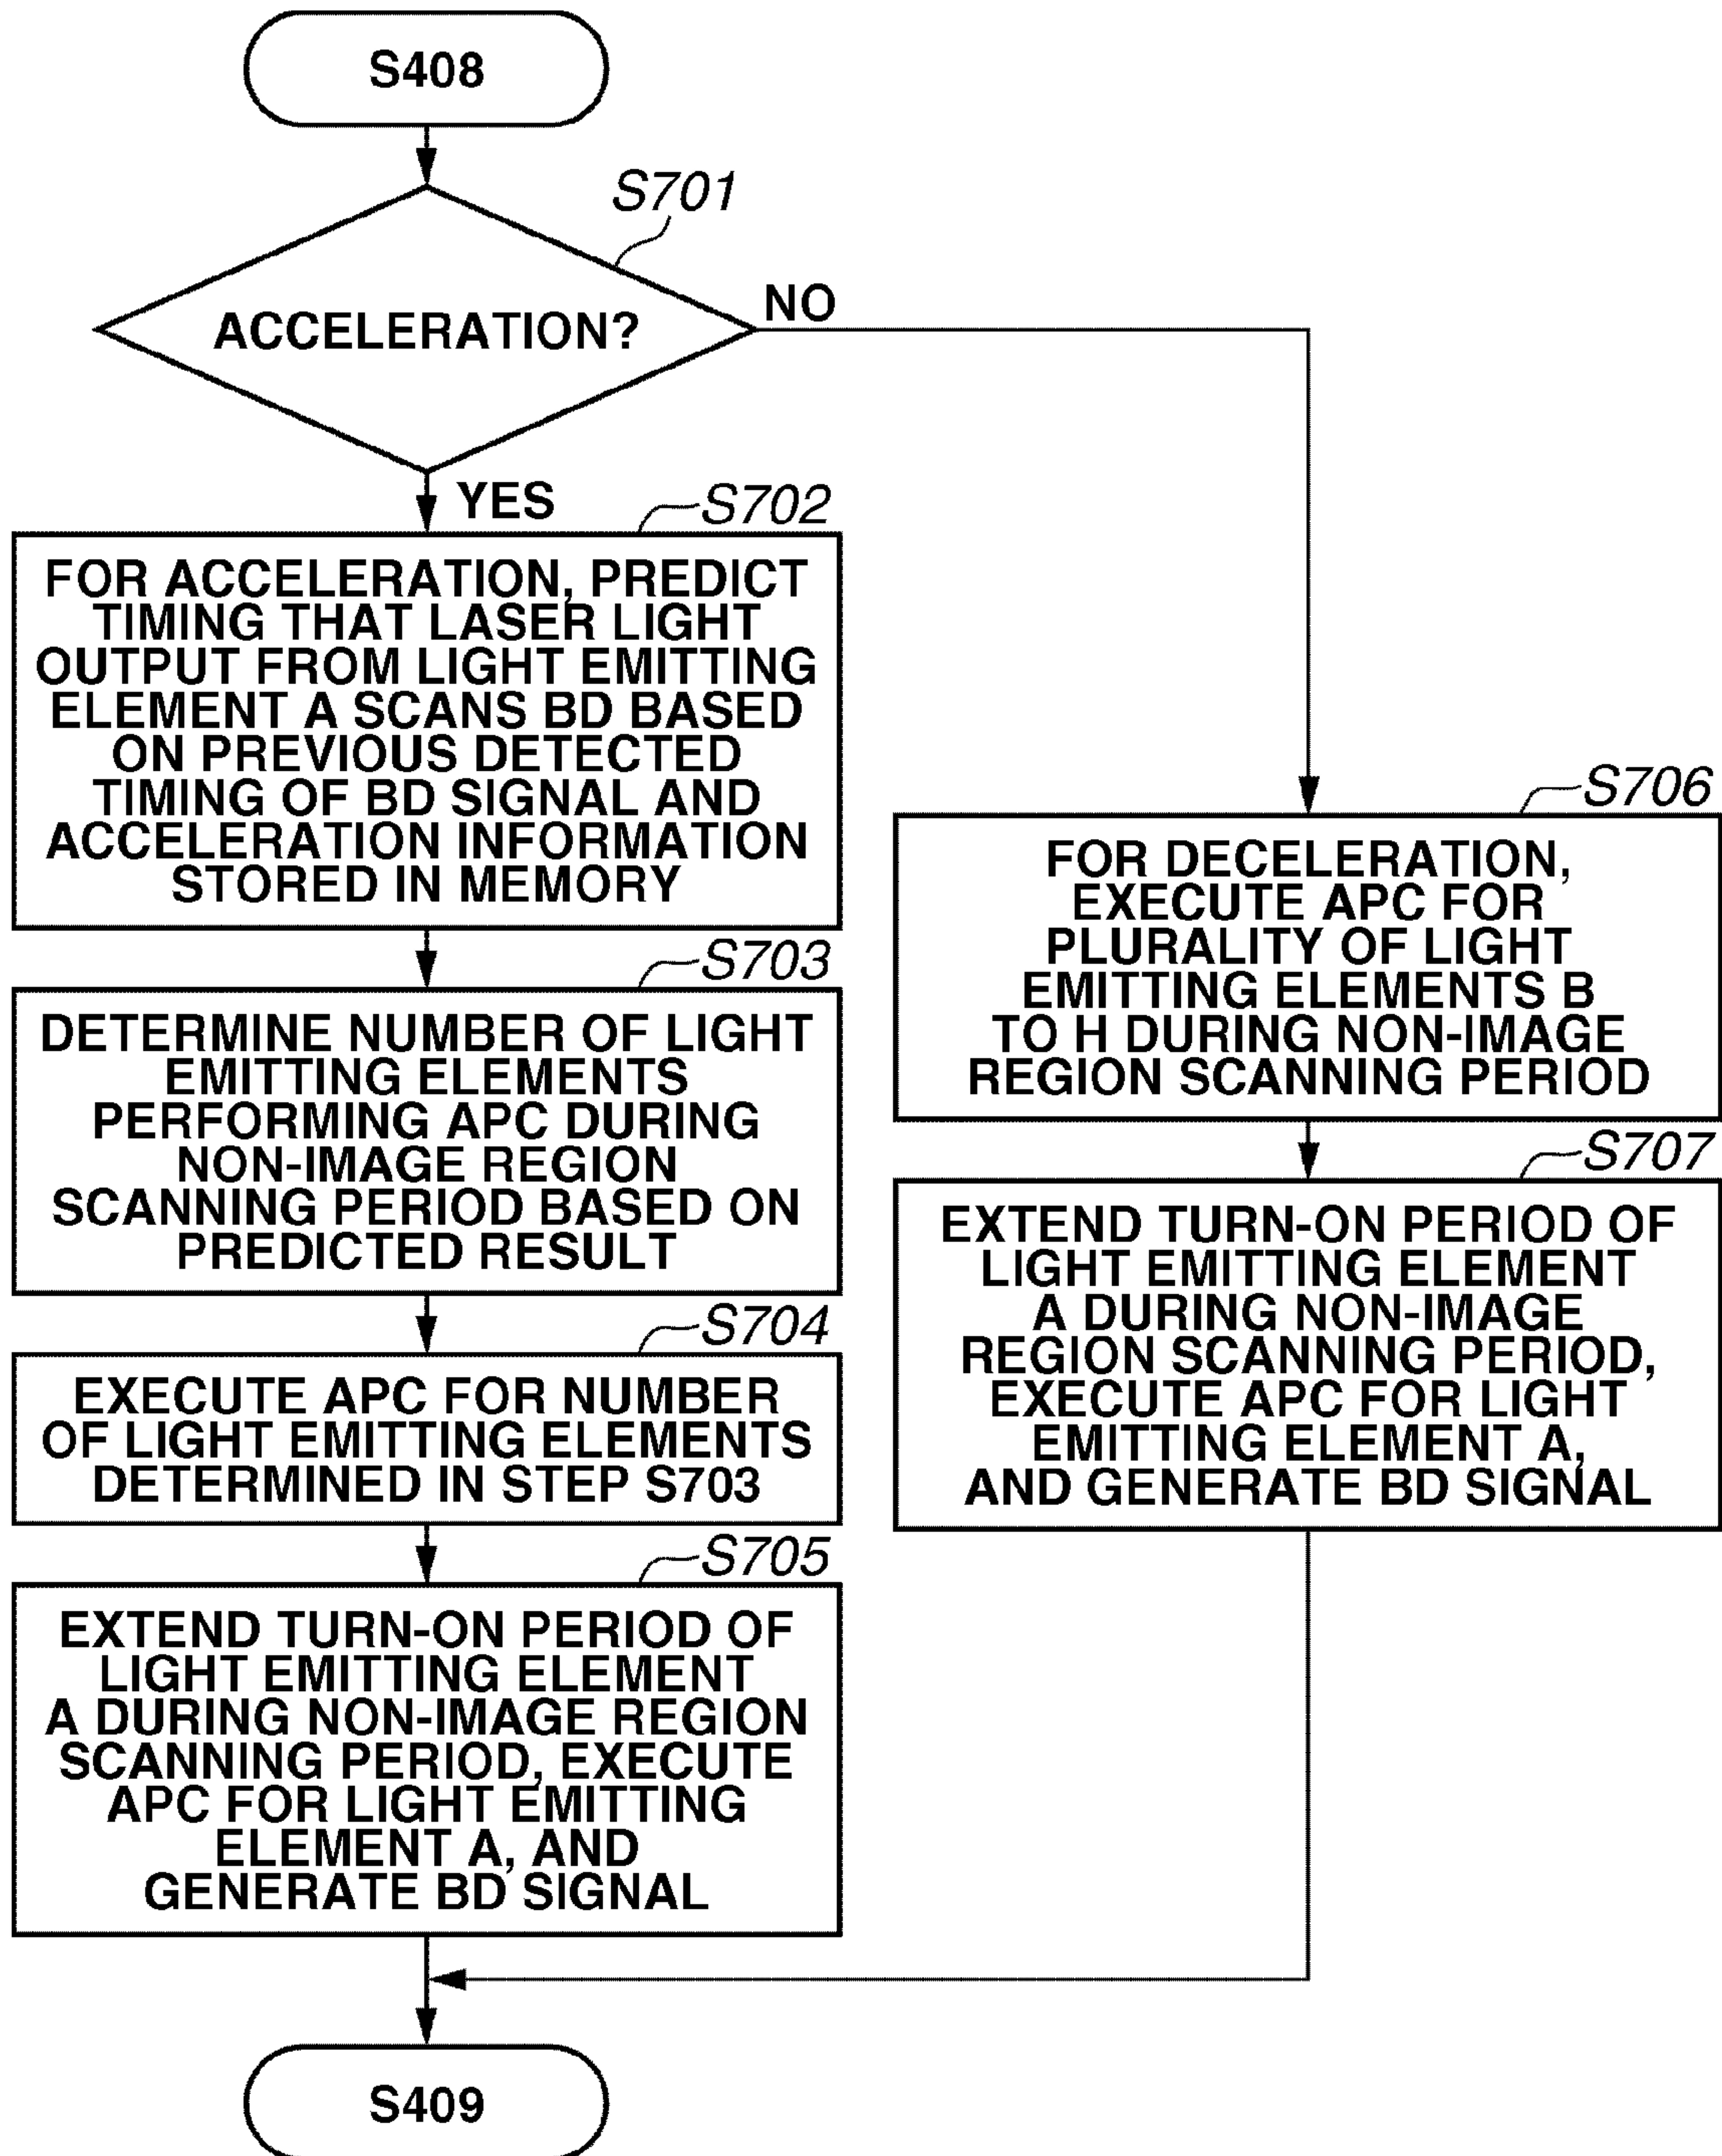 S408
S701
ACCELERATION?
NO
YES
S702
FOR ACCELERATION, PREDICT
TIMING THAT LASER LIGHT
OUTPUT FROM LIGHT EMITTING
ELEMENT A SCANS BD BASED
ON PREVIOUS DETECTED
TIMING OF BD SIGNAL AND
ACCELERATION INFORMATION
STORED IN MEMORY
S703
DETERMINE NUMBER OF LIGHT
EMITTING ELEMENTS
PERFORMING APC DURING
NON-IMAGE REGION
SCANNING PERIOD BASED ON
PREDICTED RESULT
S704
EXECUTE APC FOR NUMBER
OF LIGHT EMITTING ELEMENTS
DETERMINED IN STEP S703
S705
EXTEND TURN-ON PERIOD OF
LIGHT EMITTING ELEMENT
A DURING NON-IMAGE REGION
SCANNING PERIOD, EXECUTE
APC FOR LIGHT EMITTING
ELEMENT A, AND
GENERATE BD SIGNAL
S706
FOR DECELERATION,
EXECUTE APC FOR
PLURALITY OF LIGHT
EMITTING ELEMENTS B
TO H DURING NON-IMAGE
REGION SCANNING PERIOD
S707
EXTEND TURN-ON PERIOD OF
LIGHT EMITTING ELEMENT
A DURING NON-IMAGE
REGION SCANNING PERIOD,
EXECUTE APC FOR LIGHT
EMITTING ELEMENT A,
AND GENERATE BD SIGNAL
S409